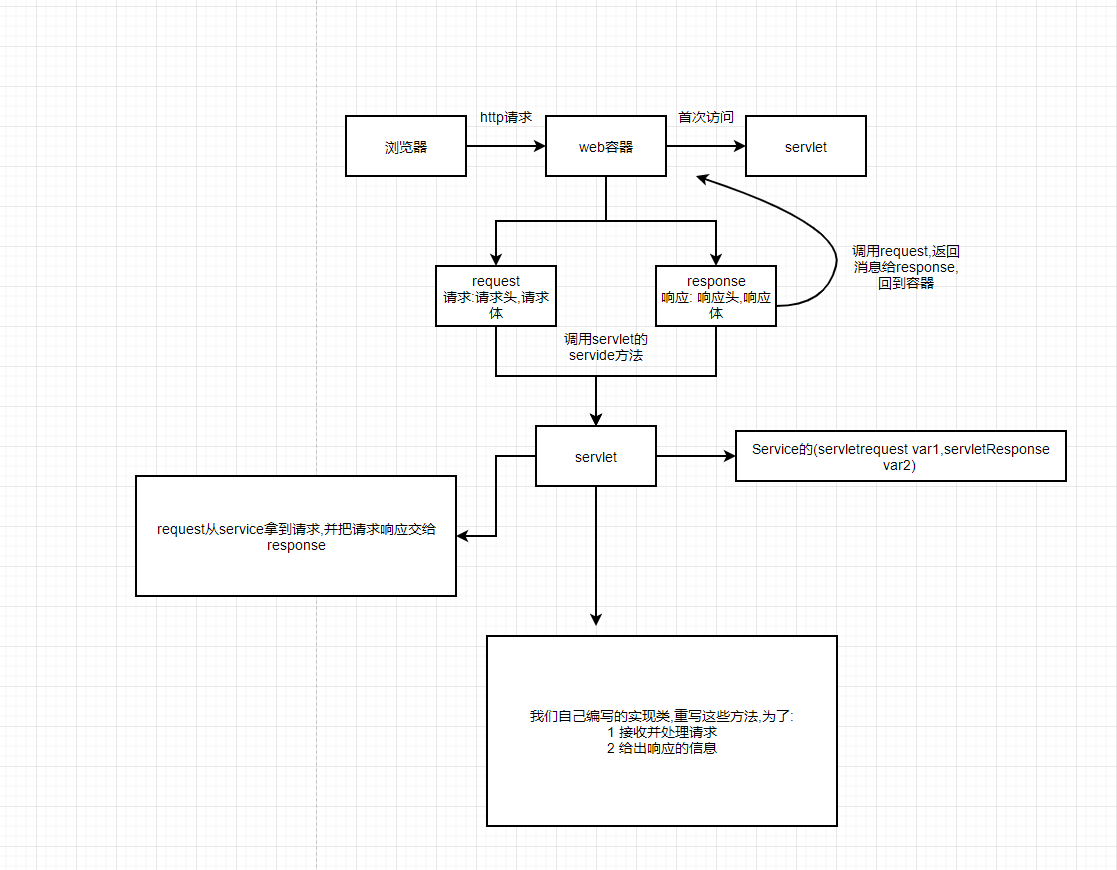 http请求
首次访问
浏览器
web容器
servlet
request
请求:请求头,请求
体
response
响应: 响应头,响应
体
调用request,返回
消息给response,
回到容器
调用servlet的
servide方法
servlet
Service的(servletrequest var1,servletResponse
var2)
request从service拿到请求,并把请求响应交给
response
我们自己编写的实现类,重写这些方法,为了:
1 接收并处理请求
2 给出响应的信息